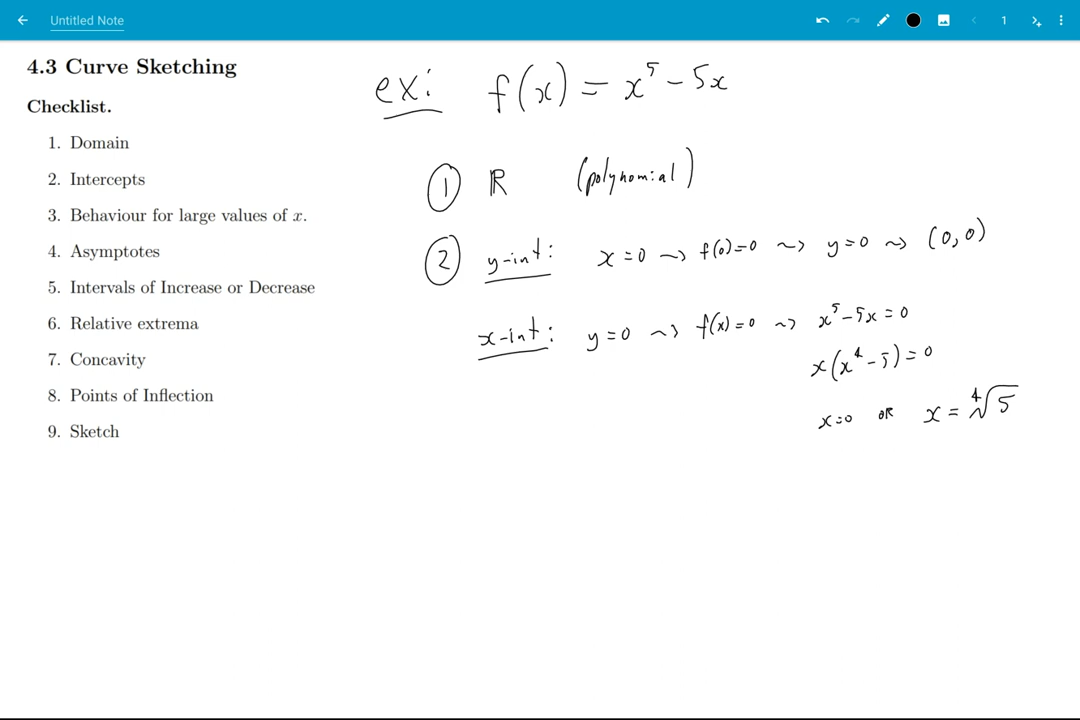 Untitled Note
1
4.3 Curve Sketching
Checklist.
1. Domain
2. Intercepts
3. Behaviour for large values of x.
4. Asymptotes
5. Intervals of Increase or Decrease
6. Relative extrema
7. Concavity
8. Points of Inflection
9. Sketch
ex: f(x) = x⁵ - 5x
① ℝ (polynomial)
② y-int: x=0 ⇝ f(0)=0 ⇝ y=0 ⇝ (0,0)
x-int: y=0 ⇝ f(x)=0 ⇝ x⁵-5x=0
x(x⁴-5)=0
x=0 OR x=⁴√5